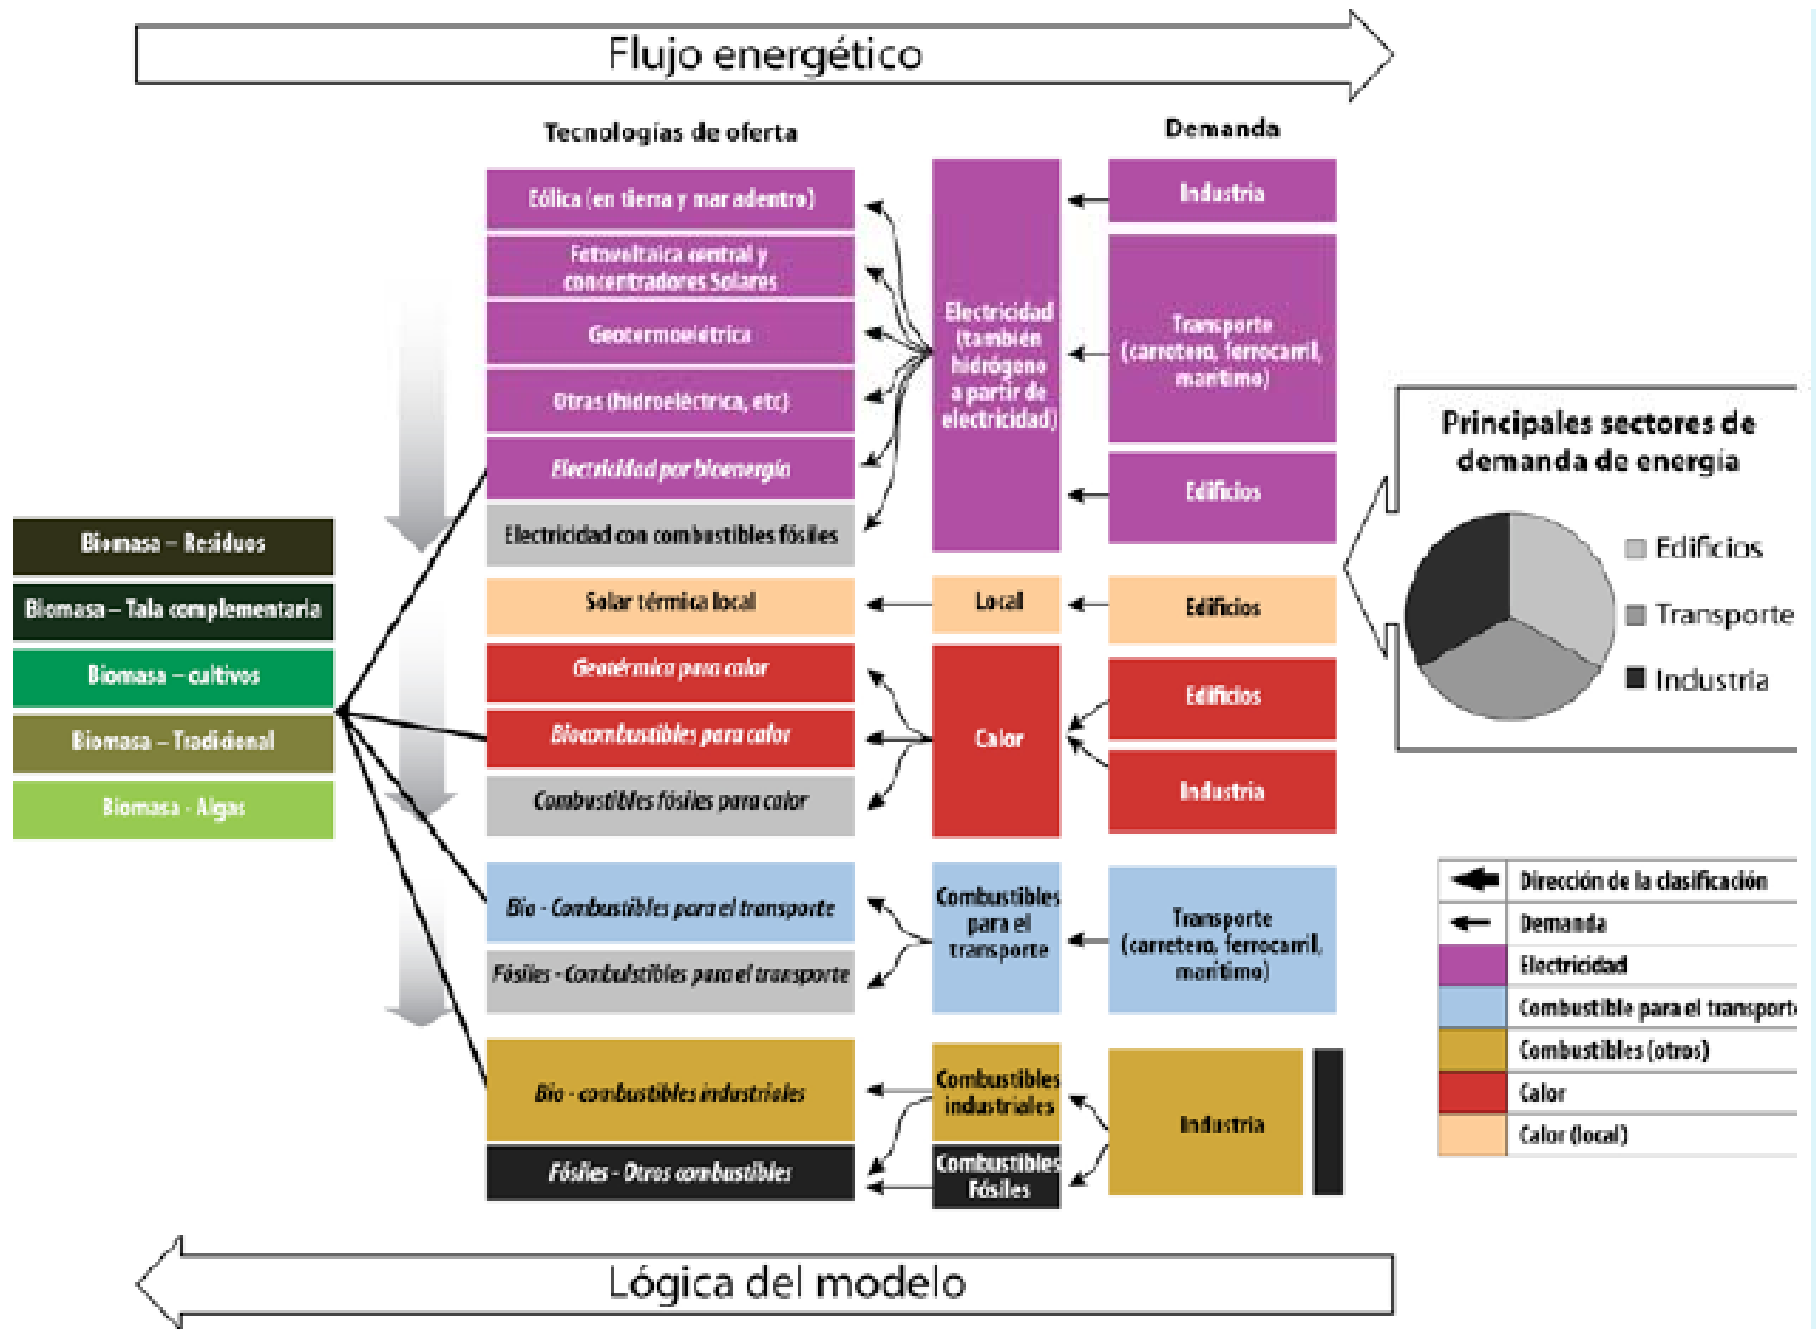 Flujo energético
Tecnologías de oferta
Demanda
Eólica (en tierra y mar adentro)
Fotovoltaica central y
concentradores Solares
Geotermoelétrica
Otras (hidroeléctrica, etc)
Electricidad por bioenergía
Electricidad con combustibles fósiles
Solar térmica local
Geotérmica para calor
Biocombustibles para calor
Combustibles fósiles para calor
Bio - Combustibles para el transporte
Fósiles - Combulstibles para el transporte
Bio - combustibles industriales
Fósiles - Otros combustibles
Biomasa – Residuos
Biomasa – Tala complementaria
Biomasa – cultivos
Biomasa – Tradicional
Biomasa - Algas
Electricidad
(también
hidrógeno
a partir de
electricidad)
Local
Calor
Combustibles
para el
transporte
Combustibles
industriales
Combustibles
Fósiles
Industria
Transporte
(carretero, ferrocarril,
marítimo)
Edificios
Edificios
Edificios
Industria
Transporte
(carretero, ferrocarril,
marítimo)
Industria
Principales sectores de
demanda de energía
Edificios
Transporte
Industria
Dirección de la clasificación
Demanda
Electricidad
Combustible para el transporte
Combustibles (otros)
Calor
Calor (local)
Lógica del modelo